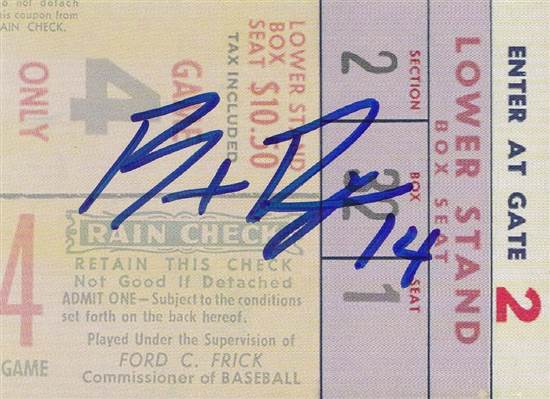 not detach
this coupon from
RAIN CHECK.
4
GAME
ONLY
LOWER STAND
BOX
SEAT $10.50
TAX INCLUDED
4
GAME
RAIN CHECK
RETAIN THIS CHECK
Not Good If Detached
ADMIT ONE—Subject to the conditions
set forth on the back hereof.
Played Under the Supervision of
FORD C. FRICK
Commissioner of BASEBALL
14
SECTION
2
BOX
32
SEAT
1
LOWER STAND
BOX SEAT
ENTER AT GATE
2